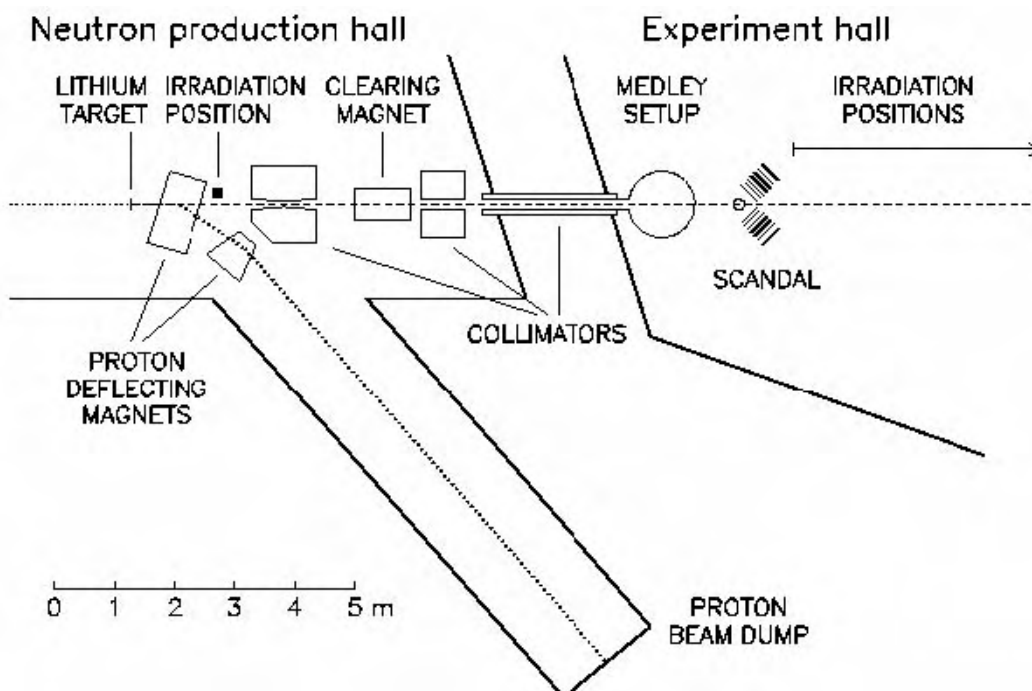 Neutron production hall
Experiment hall
LITHIUM
TARGET
IRRADIATION
POSITION
CLEARING
MAGNET
MEDLEY
SETUP
IRRADIATION
POSITIONS
SCANDAL
COLLIMATORS
PROTON
DEFLECTING
MAGNETS
0 1 2 3 4 5 m
PROTON
BEAM DUMP